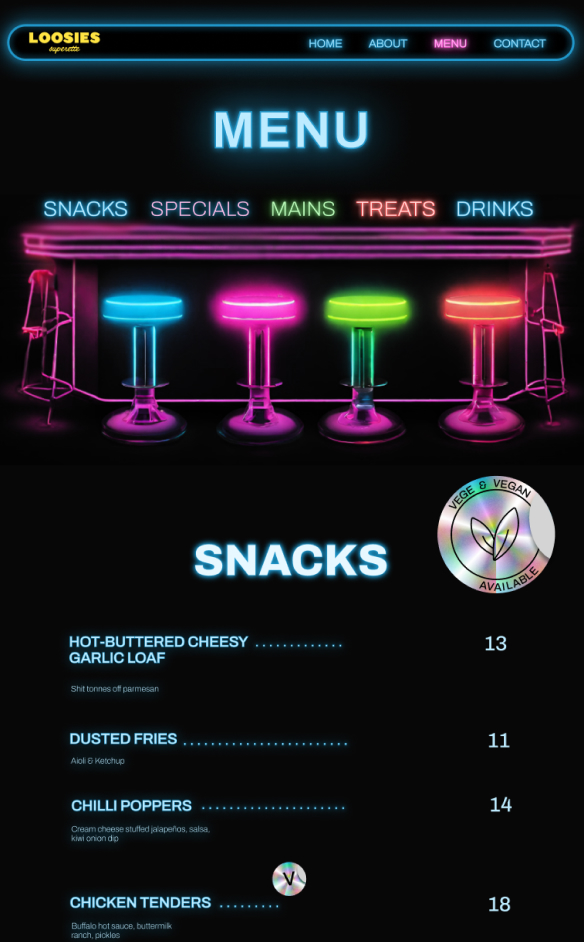 LOOSIES
superette
HOME ABOUT MENU CONTACT
MENU
SNACKS SPECIALS MAINS TREATS DRINKS
VEGE & VEGAN
AVAILABLE
SNACKS
HOT-BUTTERED CHEESY ............. 13
GARLIC LOAF
Shit tonnes off parmesan
DUSTED FRIES ........................ 11
Aioli & Ketchup
CHILLI POPPERS ..................... 14
Cream cheese stuffed jalapeños, salsa,
kiwi onion dip
V
CHICKEN TENDERS ......... 18
Buffalo hot sauce, buttermilk
ranch, pickles